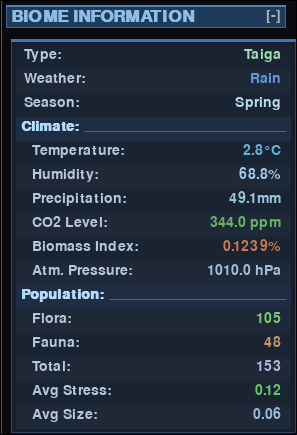 BIOME INFORMATION [-]
Type: Taiga
Weather: Rain
Season: Spring
Climate:
Temperature: 2.8°C
Humidity: 68.8%
Precipitation: 49.1mm
CO2 Level: 344.0 ppm
Biomass Index: 0.1239%
Atm. Pressure: 1010.0 hPa
Population:
Flora: 105
Fauna: 48
Total: 153
Avg Stress: 0.12
Avg Size: 0.06